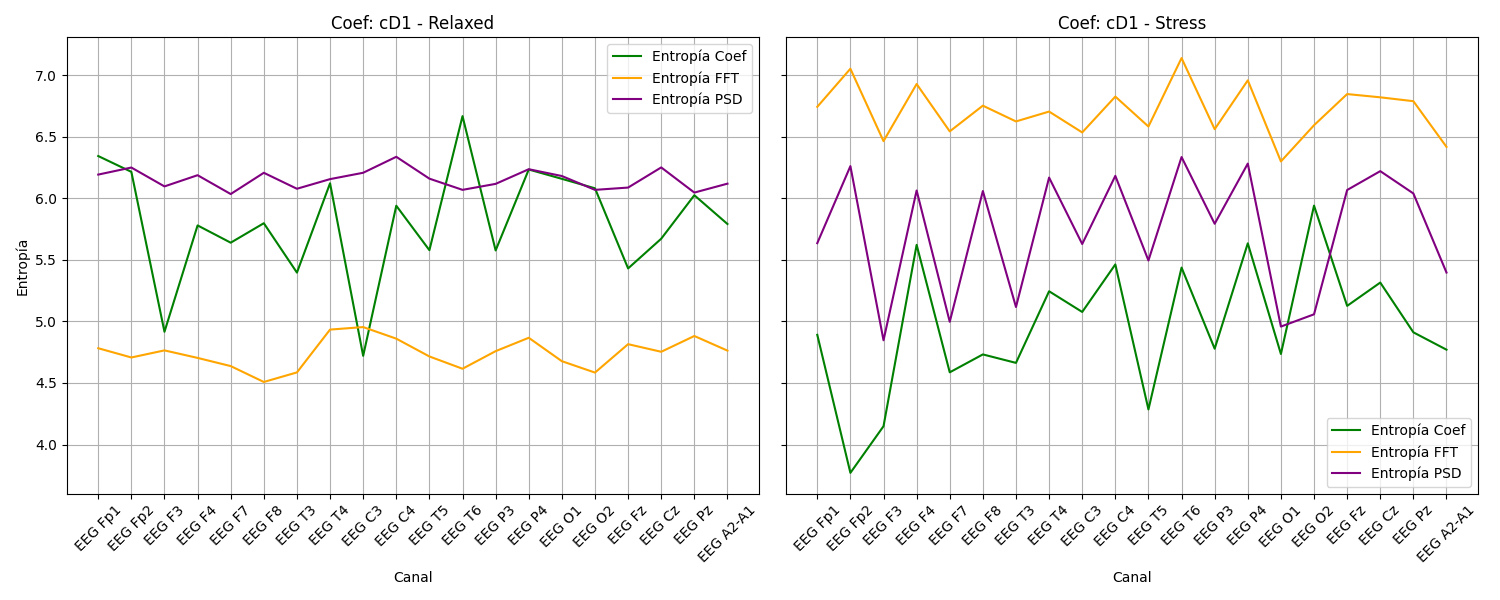 Coef: cD1 - Relaxed
Entropía Coef
Entropía FFT
Entropía PSD
7.0
6.5
6.0
5.5
5.0
4.5
4.0
Entropía
EEG Fp1
EEG Fp2
EEG F3
EEG F4
EEG F7
EEG F8
EEG T3
EEG T4
EEG C3
EEG C4
EEG T5
EEG T6
EEG P3
EEG P4
EEG O1
EEG O2
EEG Fz
EEG Cz
EEG Pz
EEG A2-A1
Canal
Coef: cD1 - Stress
Entropía Coef
Entropía FFT
Entropía PSD
EEG Fp1
EEG Fp2
EEG F3
EEG F4
EEG F7
EEG F8
EEG T3
EEG T4
EEG C3
EEG C4
EEG T5
EEG T6
EEG P3
EEG P4
EEG O1
EEG O2
EEG Fz
EEG Cz
EEG Pz
EEG A2-A1
Canal